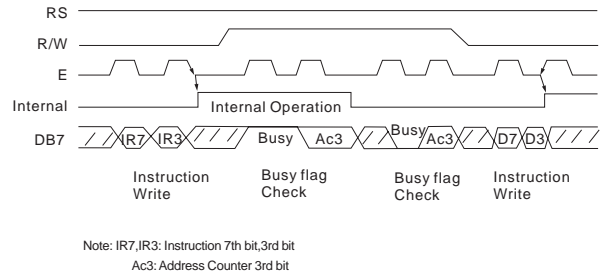 RS
R/W
E
Internal Internal Operation
DB7 IR7 IR3 Busy Ac3 Busy Ac3 D7 D3
Instruction Write Busy flag Check Busy flag Check Instruction Write
Note: IR7,IR3: Instruction 7th bit,3rd bit
Ac3: Address Counter 3rd bit